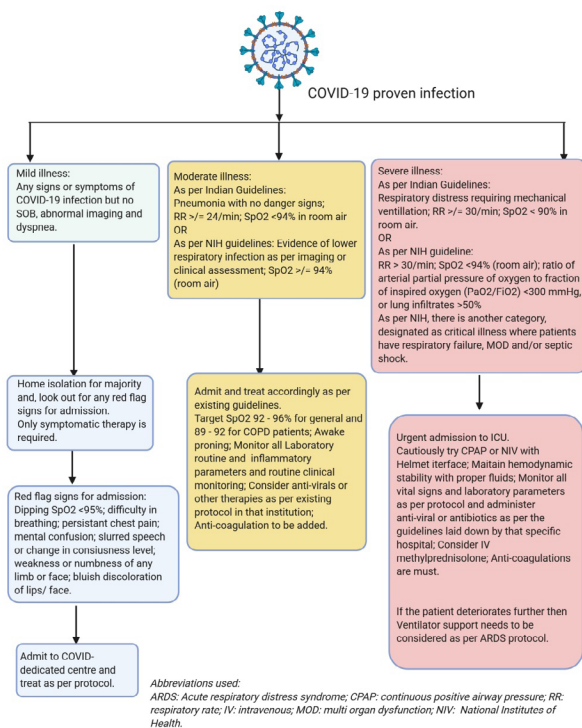 COVID-19 proven infection
Mild illness:
Any signs or symptoms of
COVID-19 infection but no
SOB, abnormal imaging and
dyspnea.
Home isolation for majority
and, look out for any red flag
signs for admission.
Only symptomatic therapy is
required.
Red flag signs for admission:
Dipping SpO2 <95%; difficulty in
breathing; persistant chest pain;
mental confusion; slurred speech
or change in consiusness level;
weakness or numbness of any
limb or face; bluish discoloration
of lips/ face.
Admit to COVID-
dedicated centre and
treat as per protocol.
Moderate illness:
As per Indian Guidelines:
Pneumonia with no danger signs;
RR >/= 24/min; SpO2 <94% in room air
OR
As per NIH guidelines: Evidence of lower
respiratory infection as per imaging or
clinical assessment; SpO2 >/= 94%
(room air)
Admit and treat accordingly as per
existing guidelines.
Target SpO2 92 - 96% for general and
89 - 92 for COPD patients; Awake
proning; Monitor all Laboratory
routine and inflammatory
parameters and routine clinical
monitoring; Consider anti-virals or
other therapies as per existing
protocol in that institution;
Anti-coagulation to be added.
Severe illness:
As per Indian Guidelines:
Respiratory distress requiring mechanical
ventillation; RR >/= 30/min; SpO2 < 90% in
room air.
OR
As per NIH guideline:
RR > 30/min; SpO2 <94% (room air); ratio of
arterial partial pressure of oxygen to fraction
of inspired oxygen (PaO2/FiO2) <300 mmHg,
or lung infiltrates >50%
As per NIH, there is another category,
designated as critical illness where patients
have respiratory failure, MOD and/or septic
shock.
Urgent admission to ICU.
Cautiously try CPAP or NIV with
Helmet iterface; Maitain hemodynamic
stability with proper fluids; Monitor all
vital signs and laboratory parameters
as per protocol and administer
anti-viral or antibiotics as per the
guidelines laid down by that specific
hospital; Consider IV
methylprednisolone; Anti-coagulations
are must.
If the patient deteriorates further then
Ventilator support needs to be
considered as per ARDS protocol.
Abbreviations used:
ARDS: Acute respiratory distress syndrome; CPAP: continuous positive airway pressure; RR:
respiratory rate; IV: intravenous; MOD: multi organ dysfunction; NIV: National Institutes of
Health.